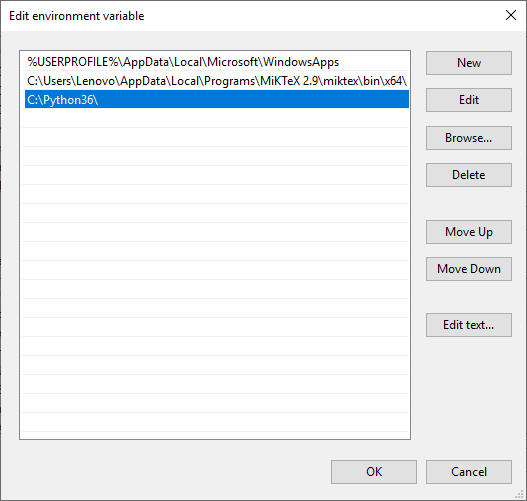 Edit environment variable
%USERPROFILE%\AppData\Local\Microsoft\WindowsApps
C:\Users\Lenovo\AppData\Local\Programs\MiKTeX 2.9\miktex\bin\x64\
C:\Python36\
New
Edit
Browse...
Delete
Move Up
Move Down
Edit text...
OK
Cancel